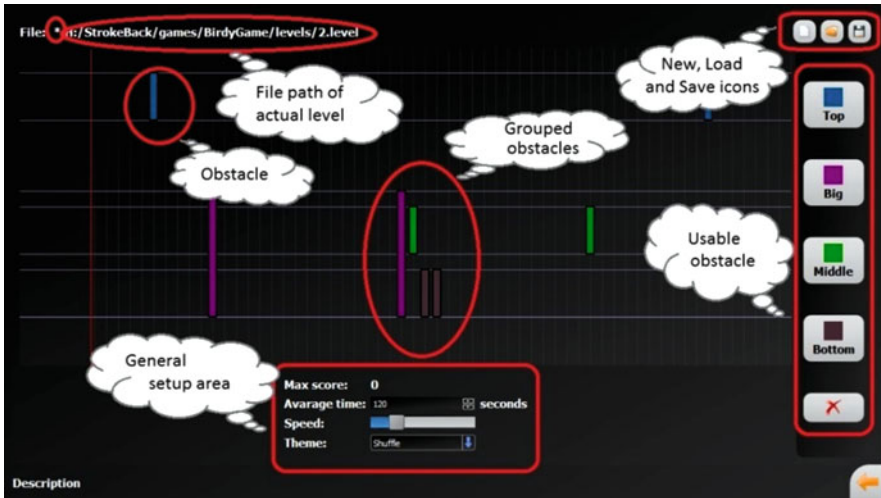 File: * H:/StrokeBack/games/BirdyGame/levels/2.level
New, Load
and Save icons
File path of
actual level
Top
Grouped
obstacles
Obstacle
Big
Usable
obstacle
Middle
General
setup area
Bottom
Max score: 0
Avarage time: 120 seconds
Speed:
Theme: Shuffle
Description